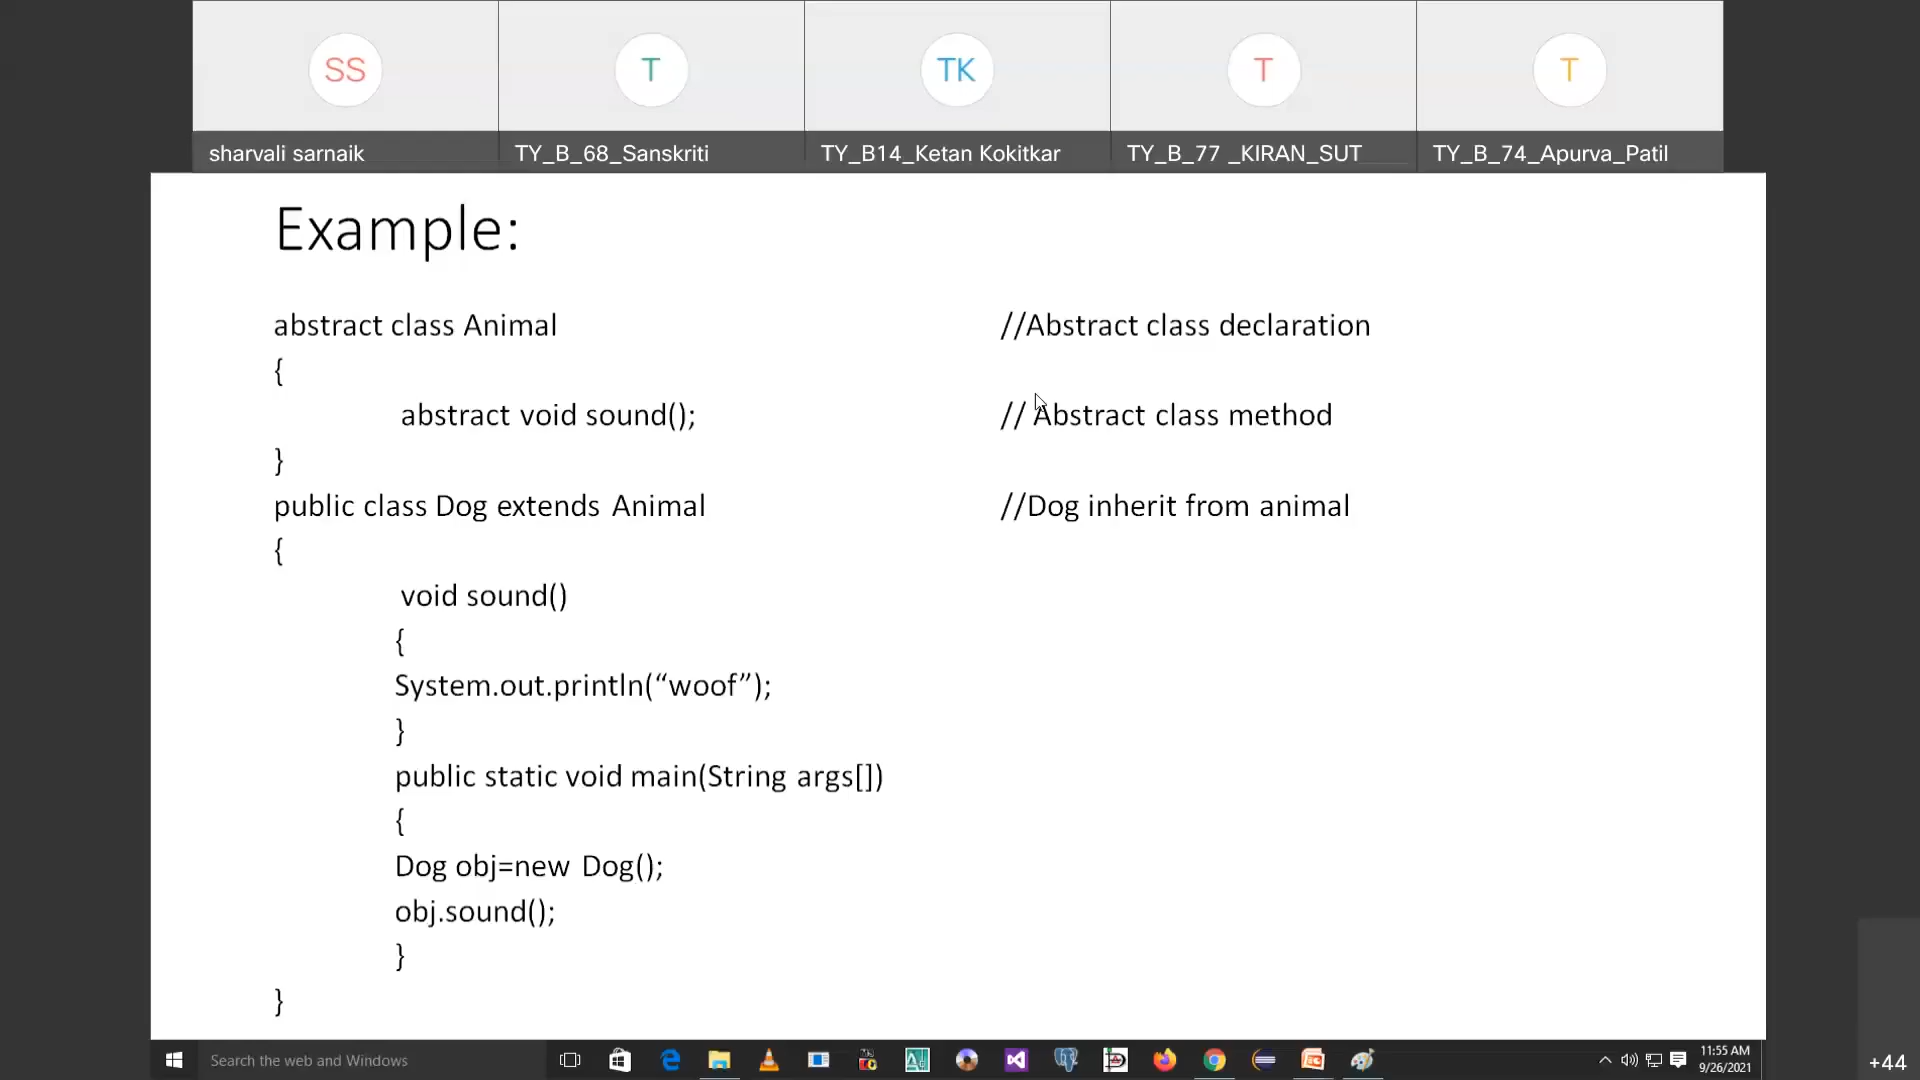 SS
T
TK
T
T
sharvali sarnaik
TY_B_68_Sanskriti
TY_B14_Ketan Kokitkar
TY_B_77 _KIRAN_SUT
TY_B_74_Apurva_Patil
Example:
abstract class Animal //Abstract class declaration
{
abstract void sound(); // Abstract class method
}
public class Dog extends Animal //Dog inherit from animal
{
void sound()
{
System.out.println(“woof”);
}
public static void main(String args[])
{
Dog obj=new Dog();
obj.sound();
}
}
Search the web and Windows
11:55 AM
9/26/2021
+44